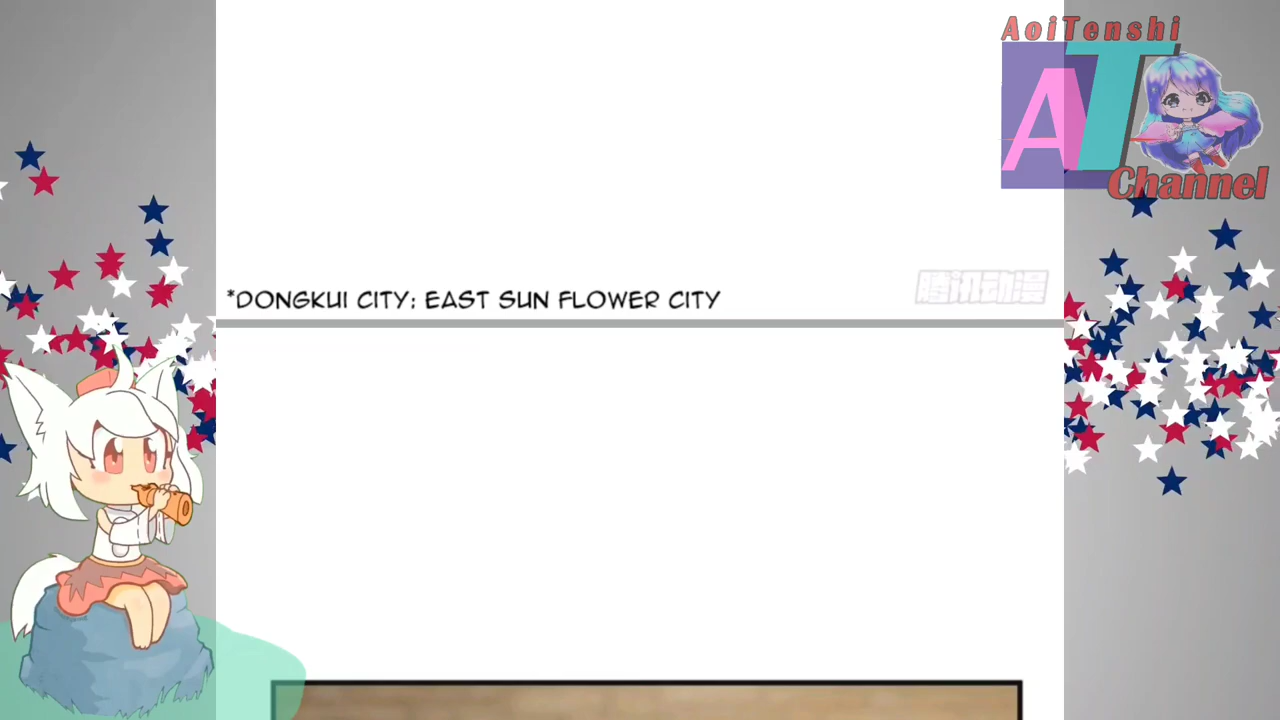 AoiTenshi
AT
Channel
腾讯动漫
*DONGKUI CITY: EAST SUN FLOWER CITY